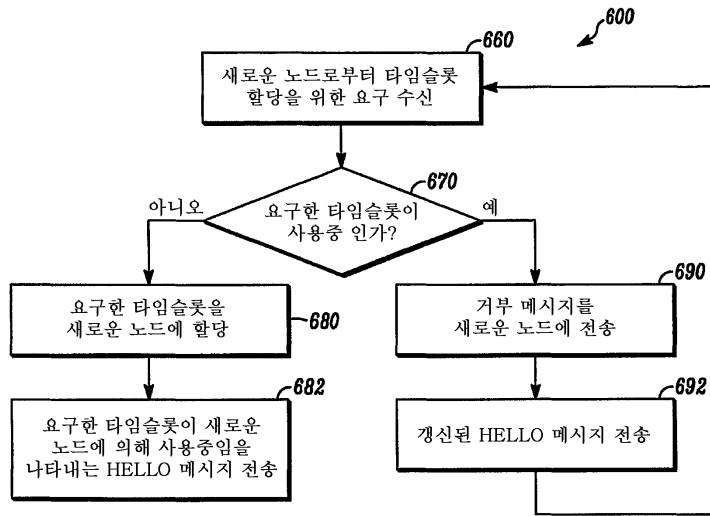 600
660
새로운 노드로부터 타임슬롯
할당을 위한 요구 수신
670
요구한 타임슬롯이
사용중 인가?
아니오
예
680
요구한 타임슬롯을
새로운 노드에 할당
690
거부 메시지를
새로운 노드에 전송
682
요구한 타임슬롯이 새로운
노드에 의해 사용중임을
나타내는 HELLO 메시지 전송
692
갱신된 HELLO 메시지 전송